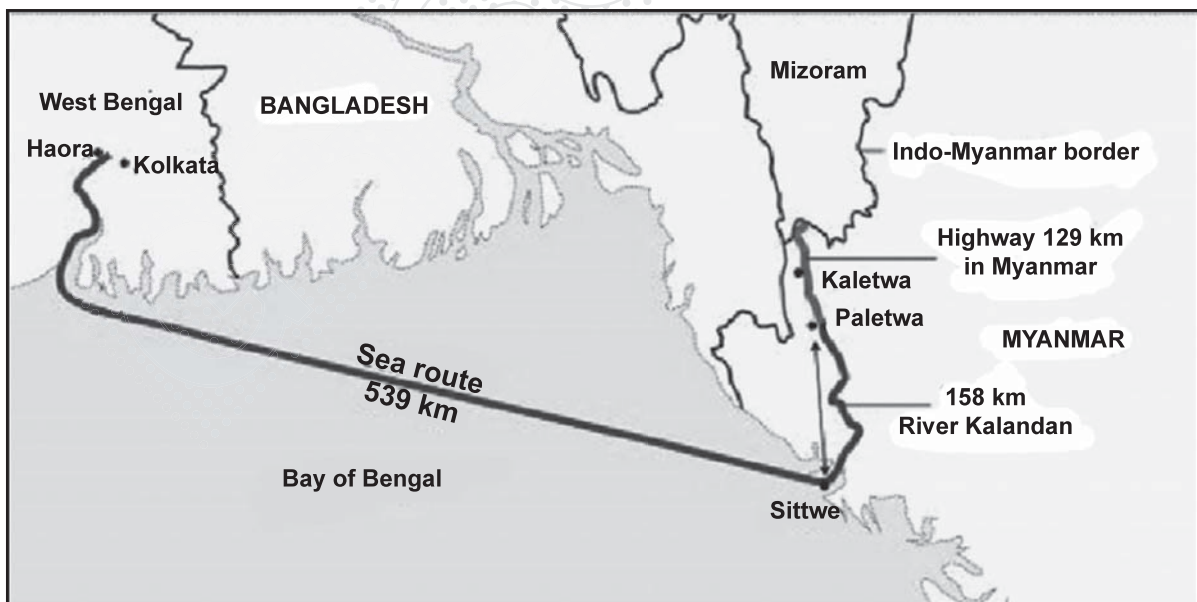 Mizoram
West Bengal
BANGLADESH
Haora
Kolkata
Indo-Myanmar border
Highway 129 km
in Myanmar
Kaletwa
Paletwa
MYANMAR
Sea route
539 km
158 km
River Kalandan
Bay of Bengal
Sittwe